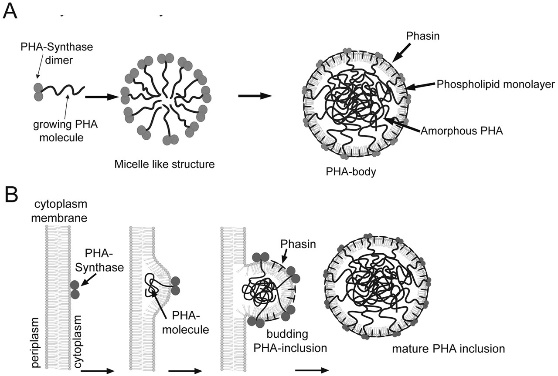 A
PHA-Synthase
dimer
growing PHA
molecule
Micelle like structure
Phasin
Phospholipid monolayer
Amorphous PHA
PHA-body
B
cytoplasm
membrane
PHA-
Synthase
periplasm
cytoplasm
PHA-
molecule
Phasin
budding
PHA-inclusion
mature PHA inclusion